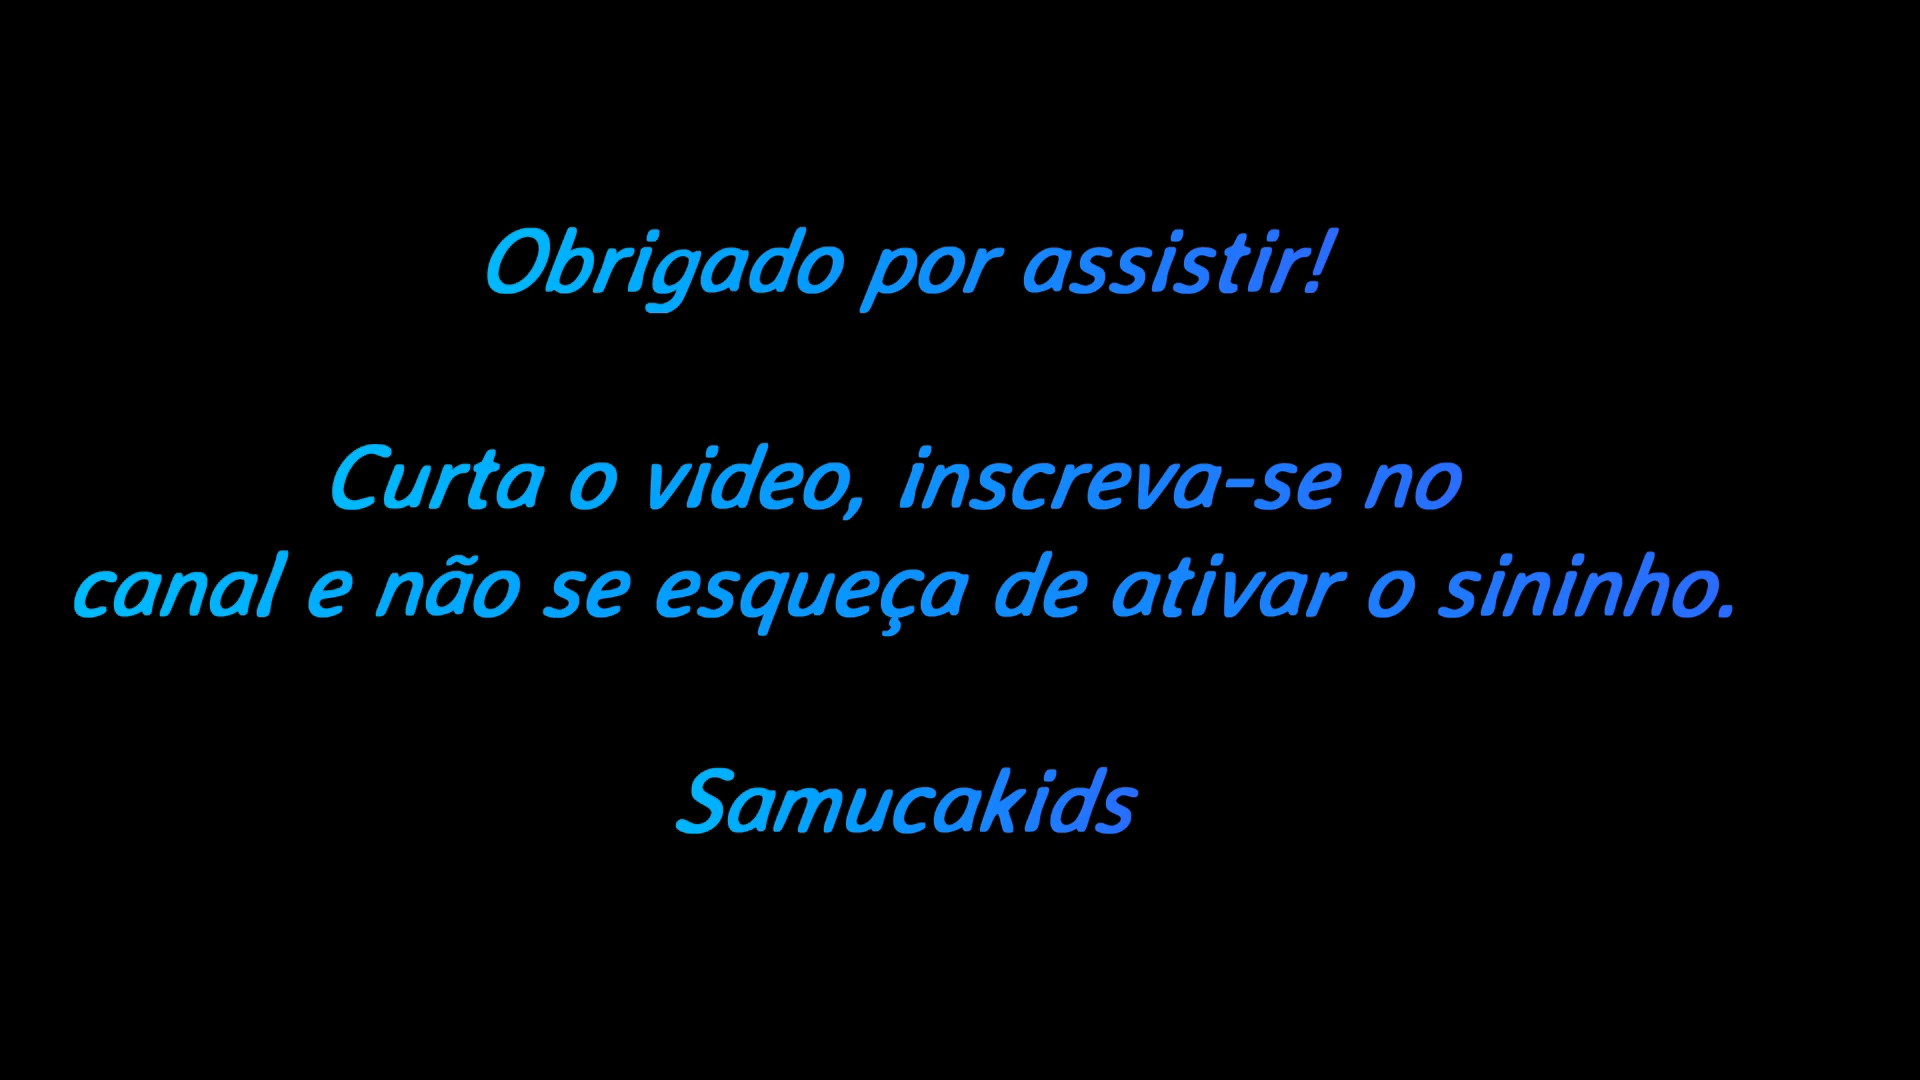 Obrigado por assistir!
Curta o video, inscreva-se no
canal e não se esqueça de ativar o sininho.
Samucakids